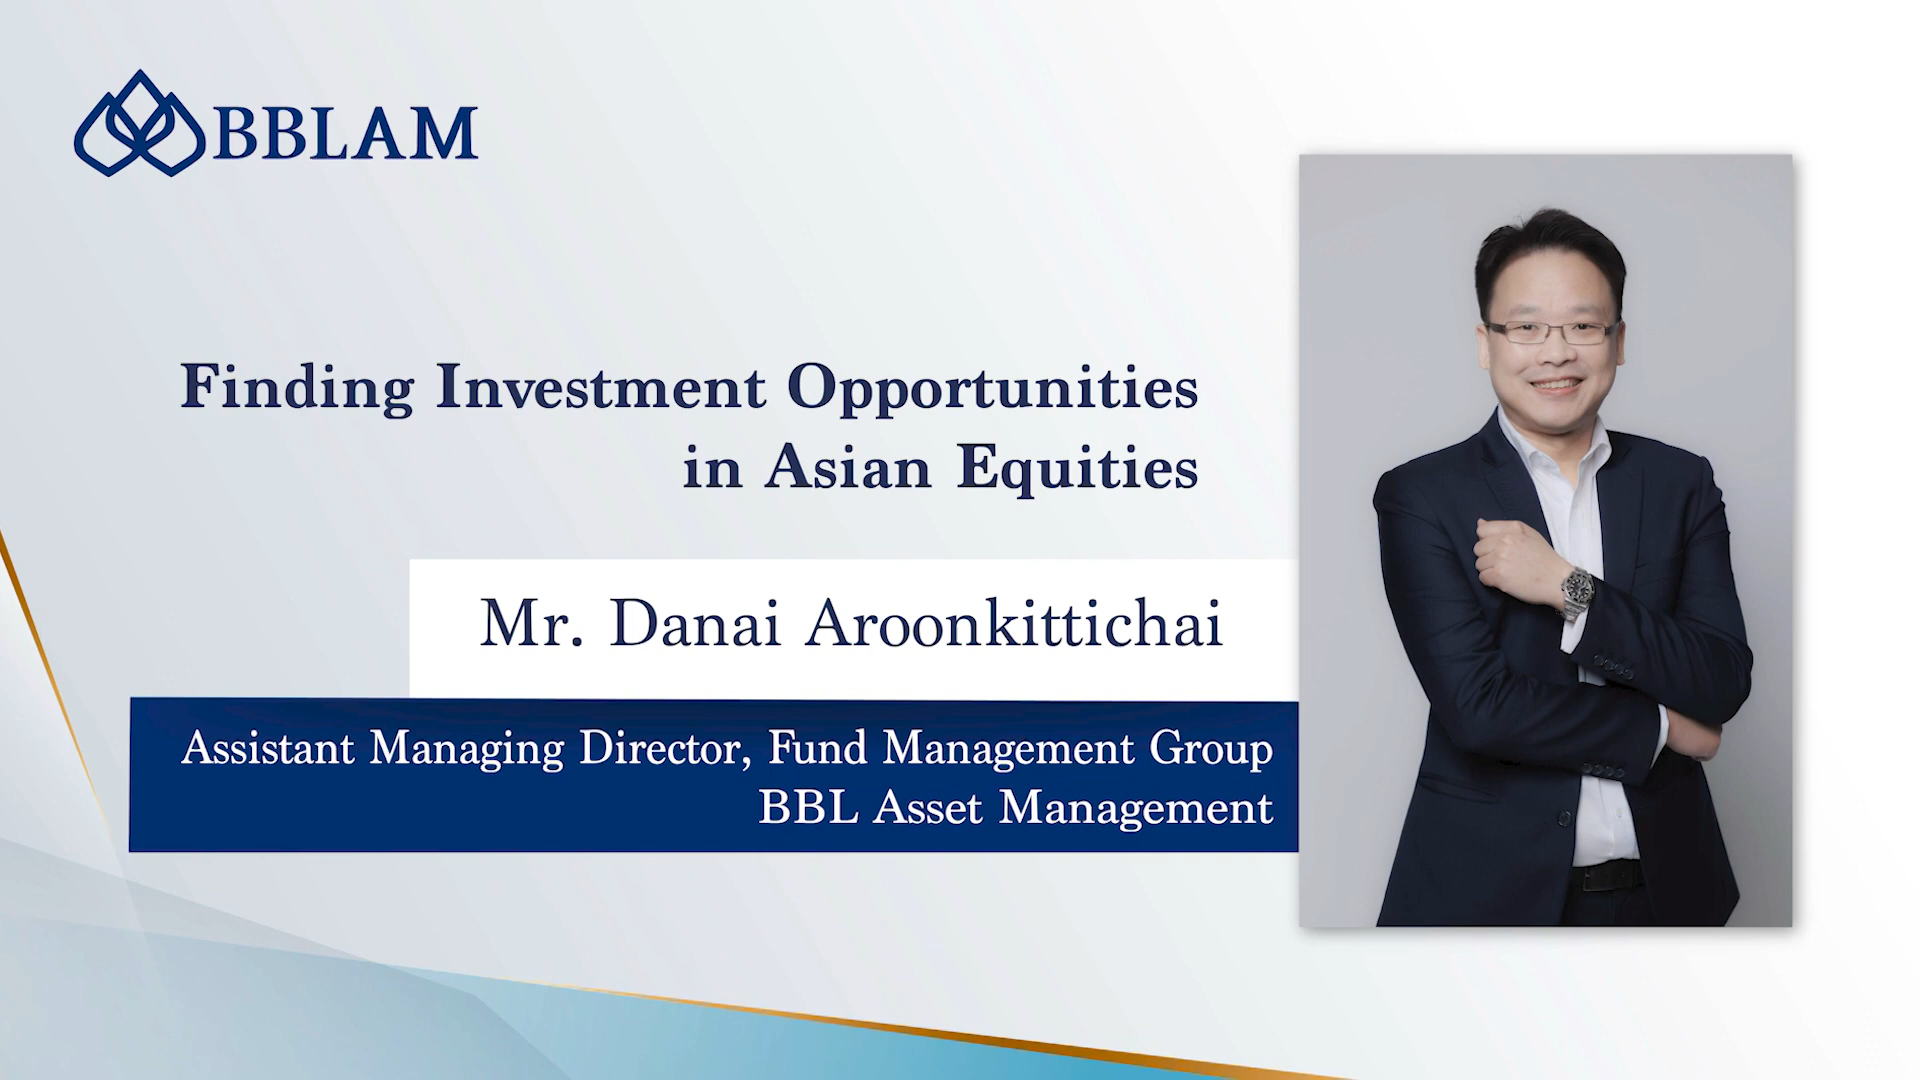 BBLAM
Finding Investment Opportunities
in Asian Equities
Mr. Danai Aroonkittichai
Assistant Managing Director, Fund Management Group
BBL Asset Management